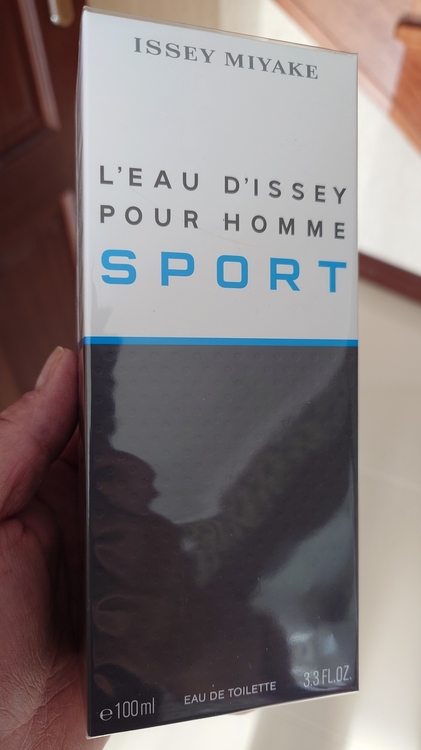 ISSEY MIYAKE
L'EAU D'ISSEY
POUR HOMME
SPORT
℮100ml EAU DE TOILETTE 3.3 FL.OZ.